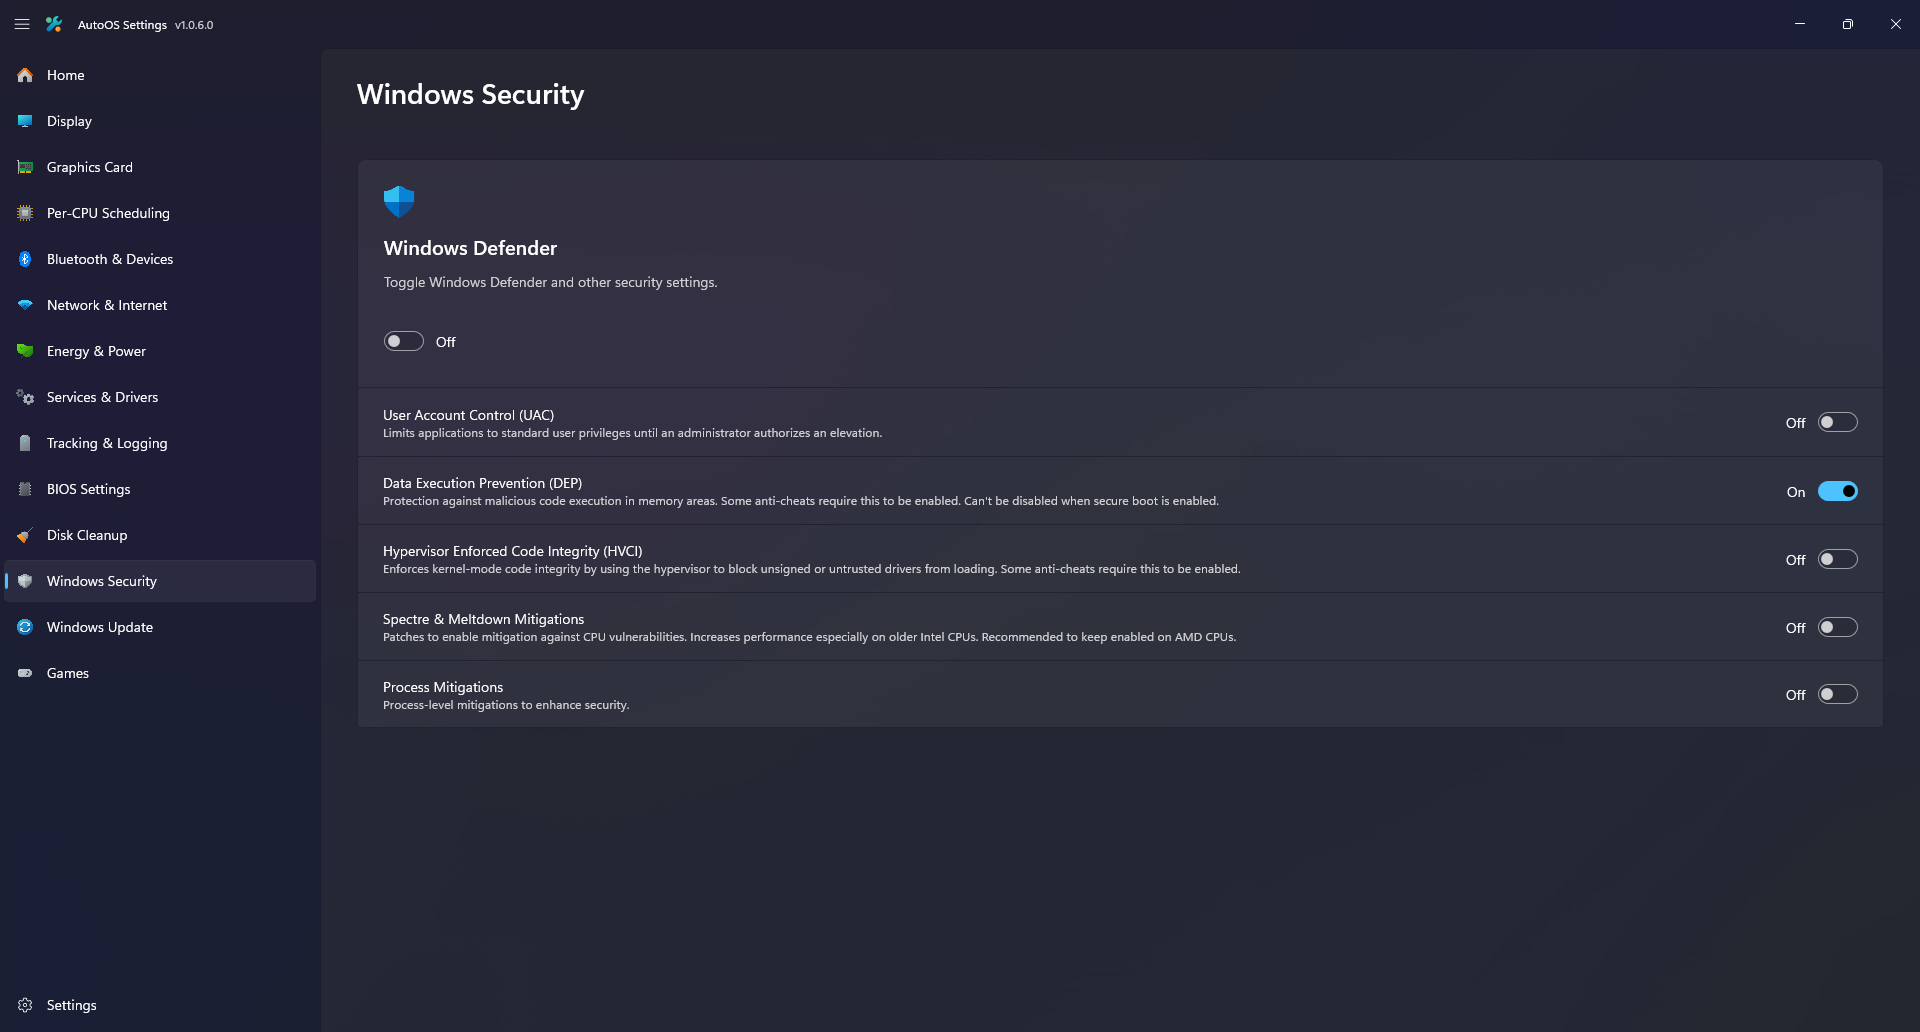 AutoOS Settings v1.0.6.0
Home
Display
Graphics Card
Per-CPU Scheduling
Bluetooth & Devices
Network & Internet
Energy & Power
Services & Drivers
Tracking & Logging
BIOS Settings
Disk Cleanup
Windows Security
Windows Update
Games
Settings
Windows Security
Windows Defender
Toggle Windows Defender and other security settings.
Off
User Account Control (UAC)
Limits applications to standard user privileges until an administrator authorizes an elevation.
Off
Data Execution Prevention (DEP)
Protection against malicious code execution in memory areas. Some anti-cheats require this to be enabled. Can't be disabled when secure boot is enabled.
On
Hypervisor Enforced Code Integrity (HVCI)
Enforces kernel-mode code integrity by using the hypervisor to block unsigned or untrusted drivers from loading. Some anti-cheats require this to be enabled.
Off
Spectre & Meltdown Mitigations
Patches to enable mitigation against CPU vulnerabilities. Increases performance especially on older Intel CPUs. Recommended to keep enabled on AMD CPUs.
Off
Process Mitigations
Process-level mitigations to enhance security.
Off